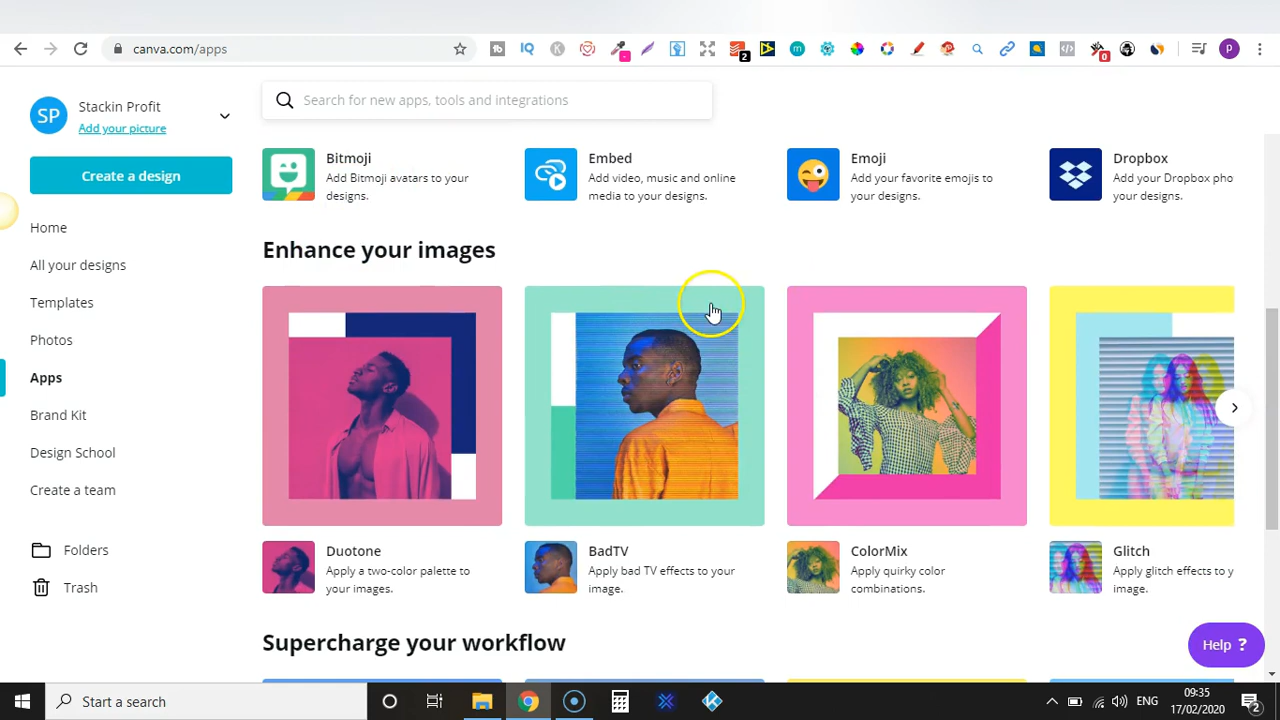 canva.com/apps
2
0
P
SP
Stackin Profit
Add your picture
Search for new apps, tools and integrations
Create a design
Home
All your designs
Templates
Photos
Apps
Brand Kit
Design School
Create a team
Folders
Trash
Bitmoji
Add Bitmoji avatars to your
designs.
Embed
Add video, music and online
media to your designs.
Emoji
Add your favorite emojis to
your designs.
Dropbox
Add your Dropbox pho
your designs.
Enhance your images
Duotone
Apply a two-color palette to
your images.
BadTV
Apply bad TV effects to your
image.
ColorMix
Apply quirky color
combinations.
Glitch
Apply glitch effects to y
image.
Supercharge your workflow
Help ?
Start a search
ENG
09:35
17/02/2020
2